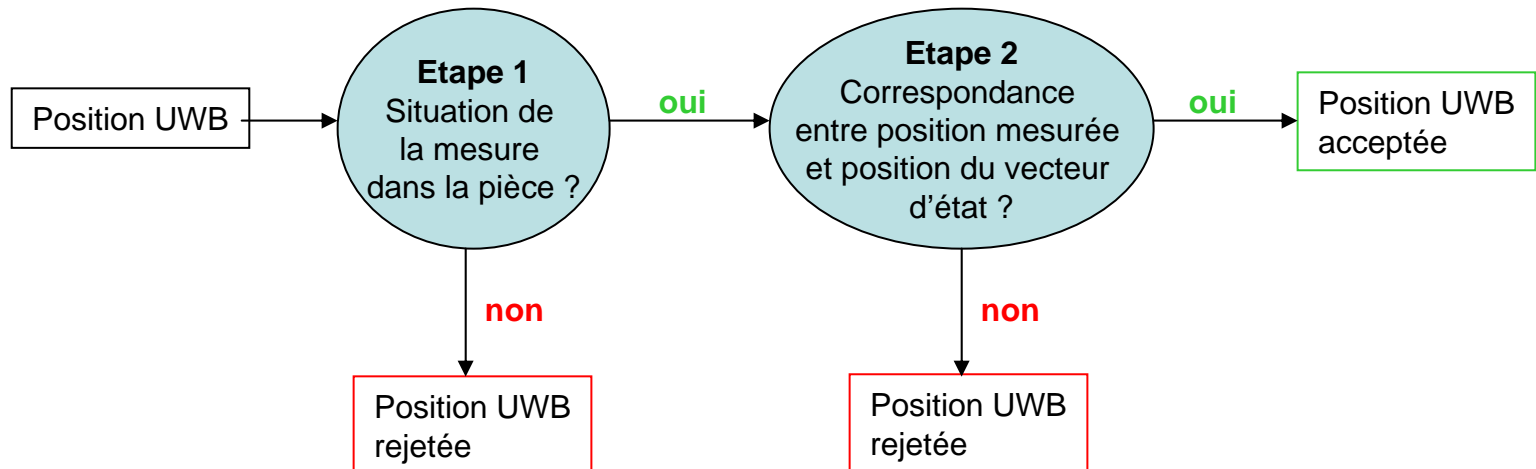 Position UWB
Etape 1
Situation de
la mesure
dans la pièce ?
oui
Etape 2
Correspondance
entre position mesurée
et position du vecteur
d'état ?
oui
Position UWB
acceptée
non
non
Position UWB
rejetée
Position UWB
rejetée